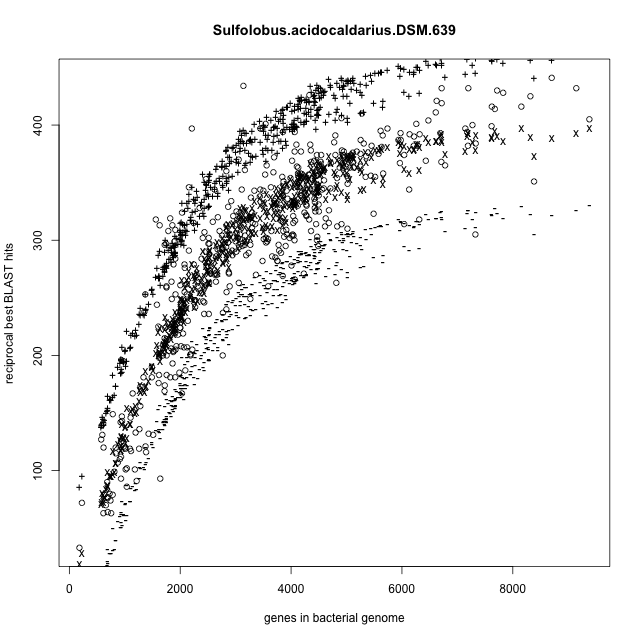 Sulfolobus.acidocaldarius.DSM.639
reciprocal best BLAST hits
400
300
200
100
0 2000 4000 6000 8000
genes in bacterial genome